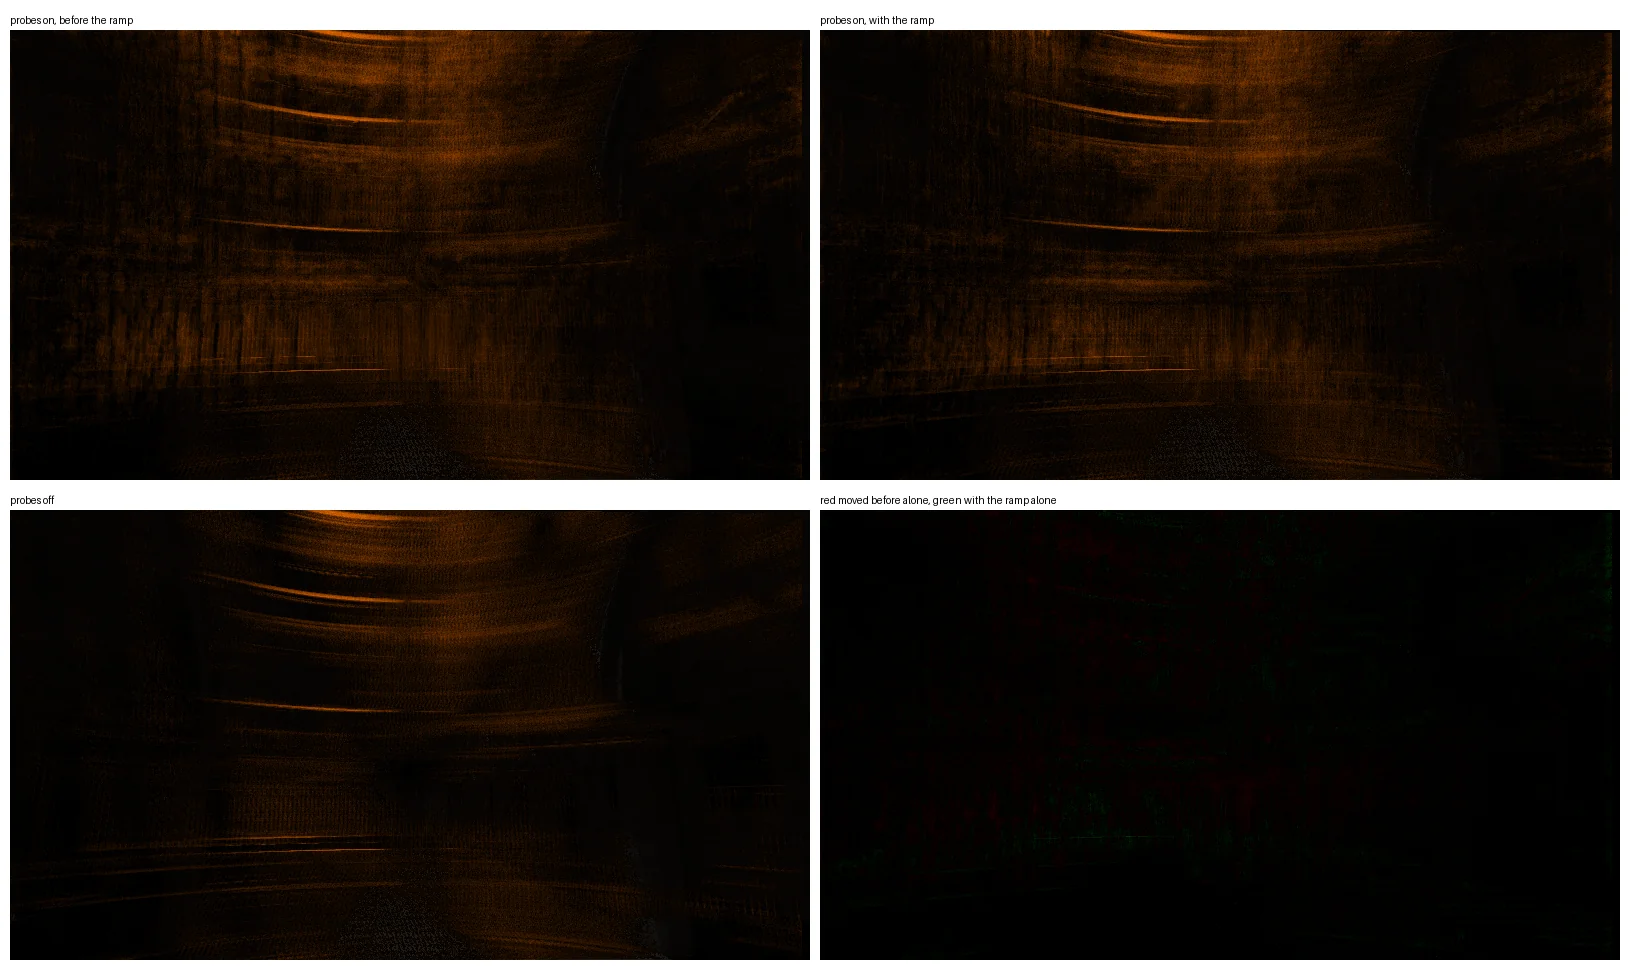 probes on, before the ramp
probes on, with the ramp
probes off
red moved before alone, green with the ramp alone